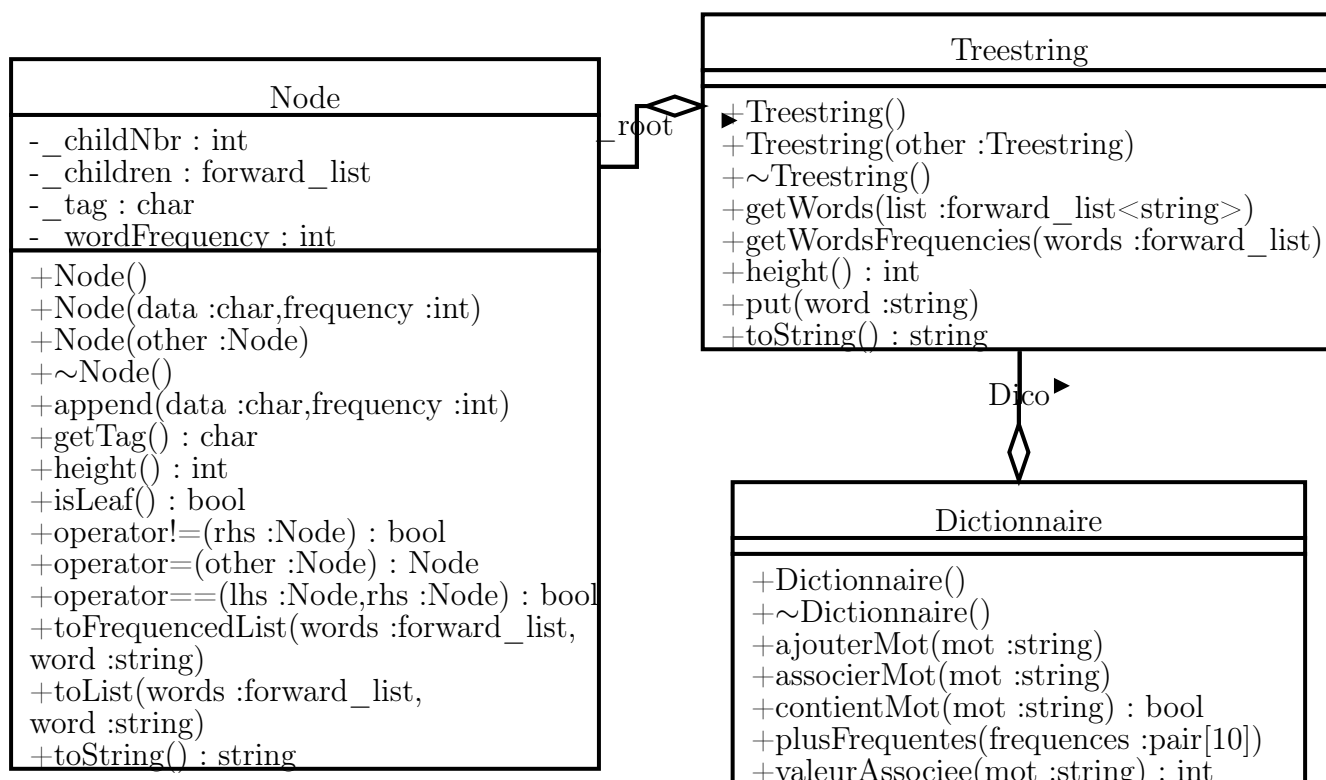 Node
-_childNbr : int
-_children : forward_list
-_tag : char
-_wordFrequency : int
+Node()
+Node(data :char,frequency :int)
+Node(other :Node)
+~Node()
+append(data :char,frequency :int)
+getTag() : char
+height() : int
+isLeaf() : bool
+operator!=(rhs :Node) : bool
+operator=(other :Node) : Node
+operator==(lhs :Node,rhs :Node) : bool
+toFrequencedList(words :forward_list,
word :string)
+toList(words :forward_list,
word :string)
+toString() : string
_root
Treestring
+Treestring()
+Treestring(other :Treestring)
+~Treestring()
+getWords(list :forward_list<string>)
+getWordsFrequencies(words :forward_list)
+height() : int
+put(word :string)
+toString() : string
Dico
Dictionnaire
+Dictionnaire()
+~Dictionnaire()
+ajouterMot(mot :string)
+associerMot(mot :string)
+contientMot(mot :string) : bool
+plusFrequentes(frequences :pair[10])
+valeurAssociee(mot :string) : int